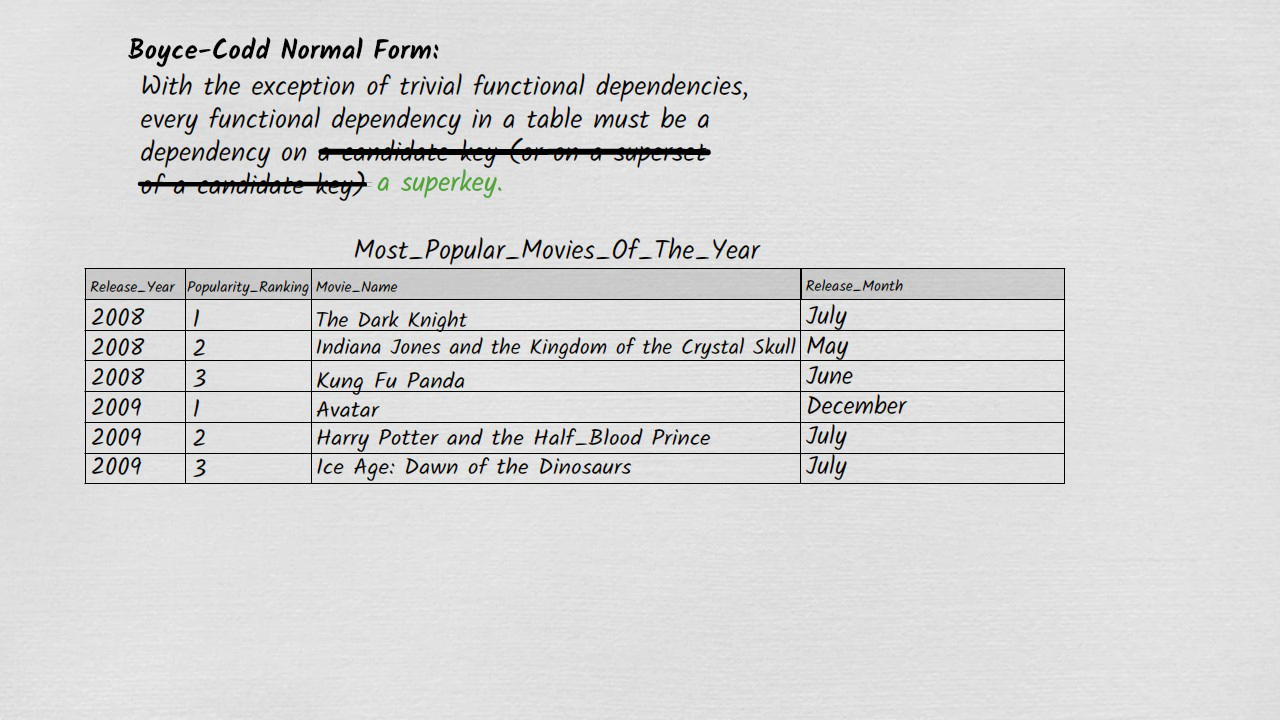 Boyce-Codd Normal Form:
With the exception of trivial functional dependencies,
every functional dependency in a table must be a
dependency on a candidate key (or on a superset
of a candidate key) a superkey.
Most_Popular_Movies_Of_The_Year
Release_Year Popularity_Ranking Movie_Name Release_Month
2008 1 The Dark Knight July
2008 2 Indiana Jones and the Kingdom of the Crystal Skull May
2008 3 Kung Fu Panda June
2009 1 Avatar December
2009 2 Harry Potter and the Half_Blood Prince July
2009 3 Ice Age: Dawn of the Dinosaurs July